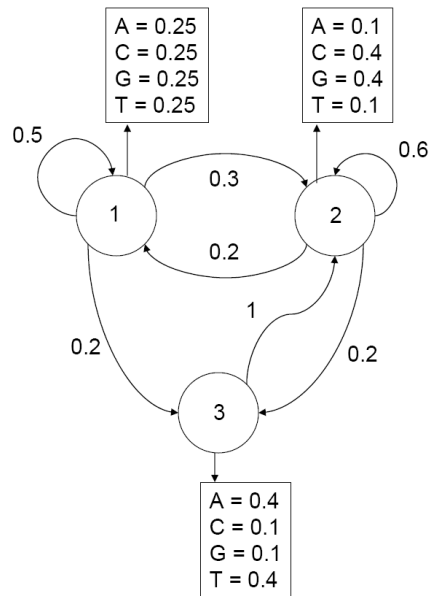 A = 0.25
C = 0.25
G = 0.25
T = 0.25
A = 0.1
C = 0.4
G = 0.4
T = 0.1
0.5
0.3
0.6
1
2
0.2
1
0.2
0.2
3
A = 0.4
C = 0.1
G = 0.1
T = 0.4